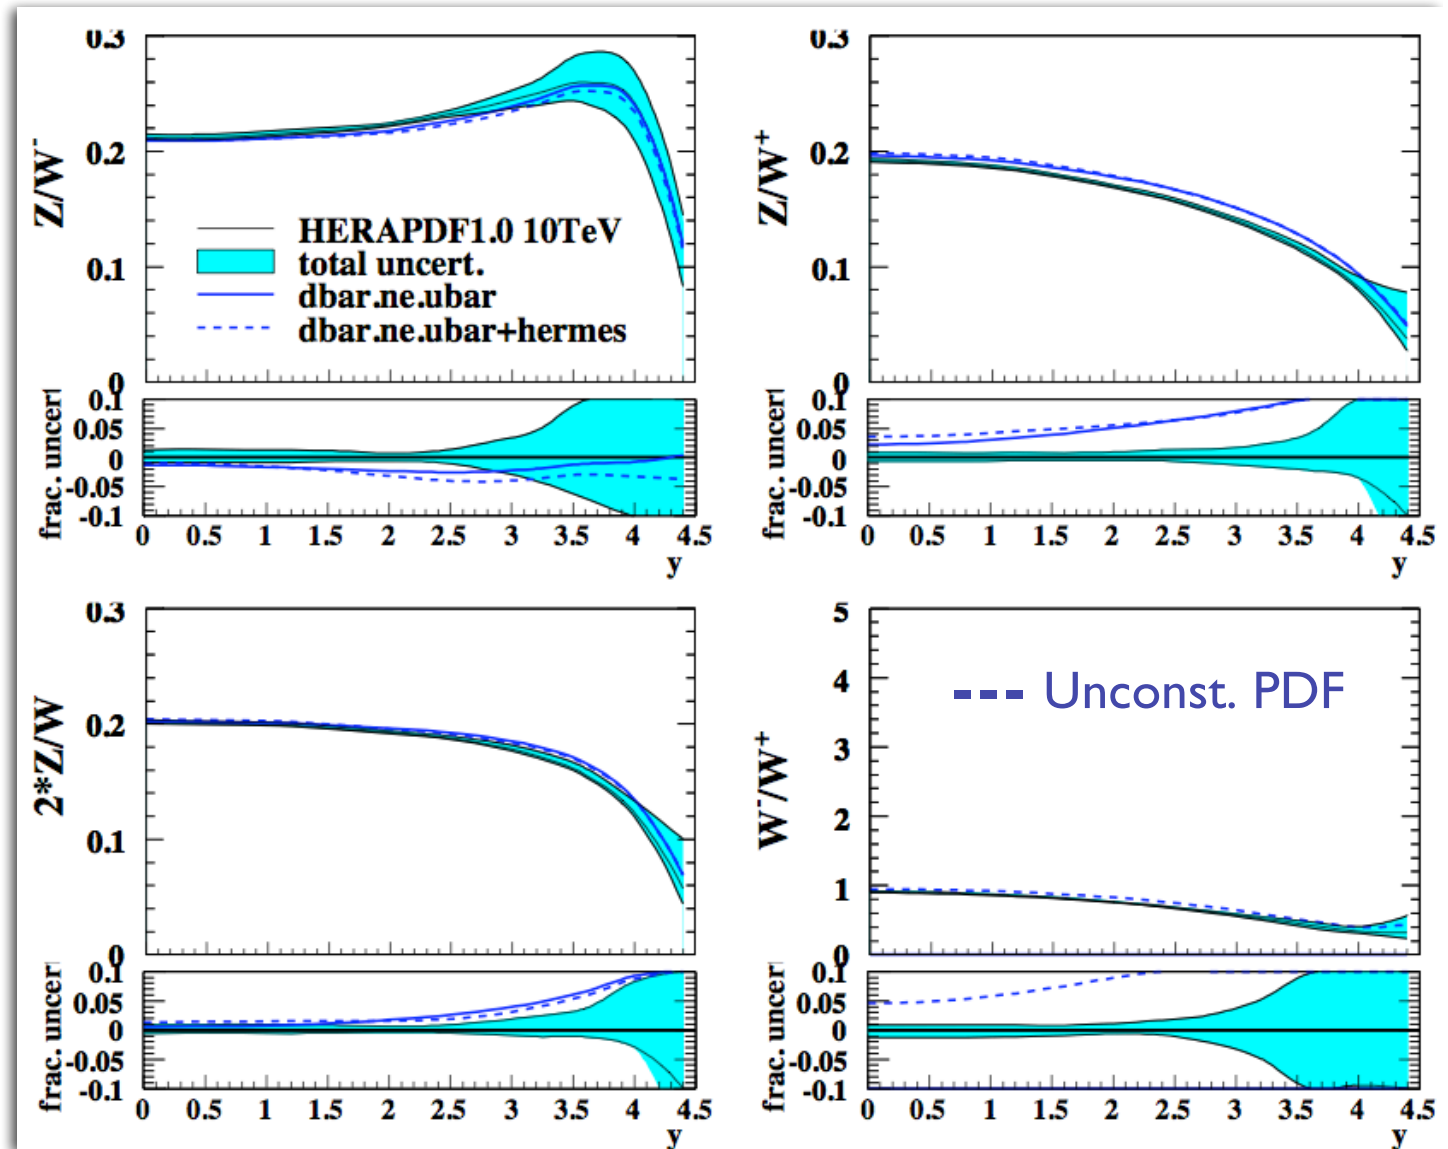 0.3
0.2
0.1
0
Z/W⁻
HERAPDF1.0 10TeV
total uncert.
dbar.ne.ubar
dbar.ne.ubar+hermes
0.1
0.05
0
-0.05
-0.1
frac. uncert
0 0.5 1 1.5 2 2.5 3 3.5 4 4.5
y
0.3
0.2
0.1
0
Z/W⁺
0.1
0.05
0
-0.05
-0.1
frac. uncert
0 0.5 1 1.5 2 2.5 3 3.5 4 4.5
y
0.3
0.2
0.1
0
2*Z/W
0.1
0.05
0
-0.05
-0.1
frac. uncer
0 0.5 1 1.5 2 2.5 3 3.5 4 4.5
y
5
4
3
2
1
0
W⁻/W⁺
Unconst. PDF
0.1
0.05
0
-0.05
-0.1
frac. uncer
0 0.5 1 1.5 2 2.5 3 3.5 4 4.5
y